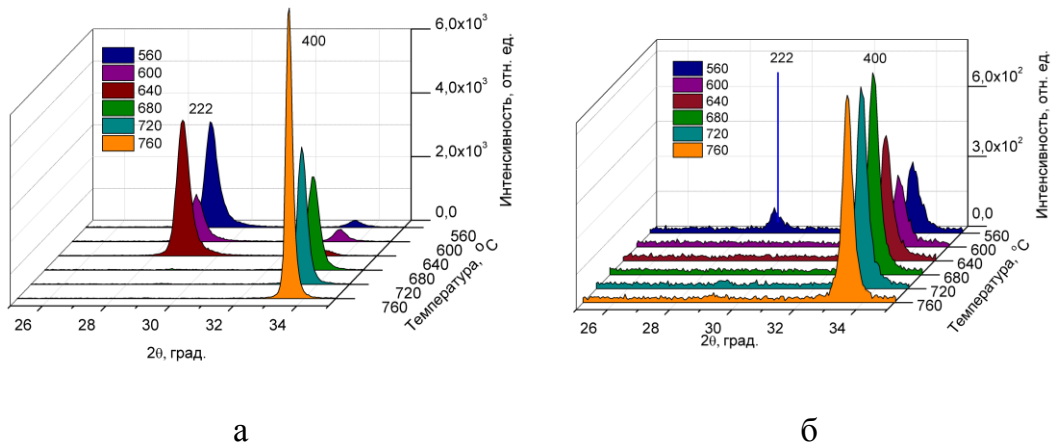 6,0x10³
4,0x10³
2,0x10³
0,0
Интенсивность, отн. ед.
400
222
560
600
640
680
720
760
560
600
640
680
720
760
Температура, °C
26 28 30 32 34
2θ, град.
а
6,0x10²
3,0x10²
0,0
Интенсивность, отн. ед.
222 400
560
600
640
680
720
760
560
600
640
680
720
760
Температура, °C
26 28 30 32 34
2θ, град.
б